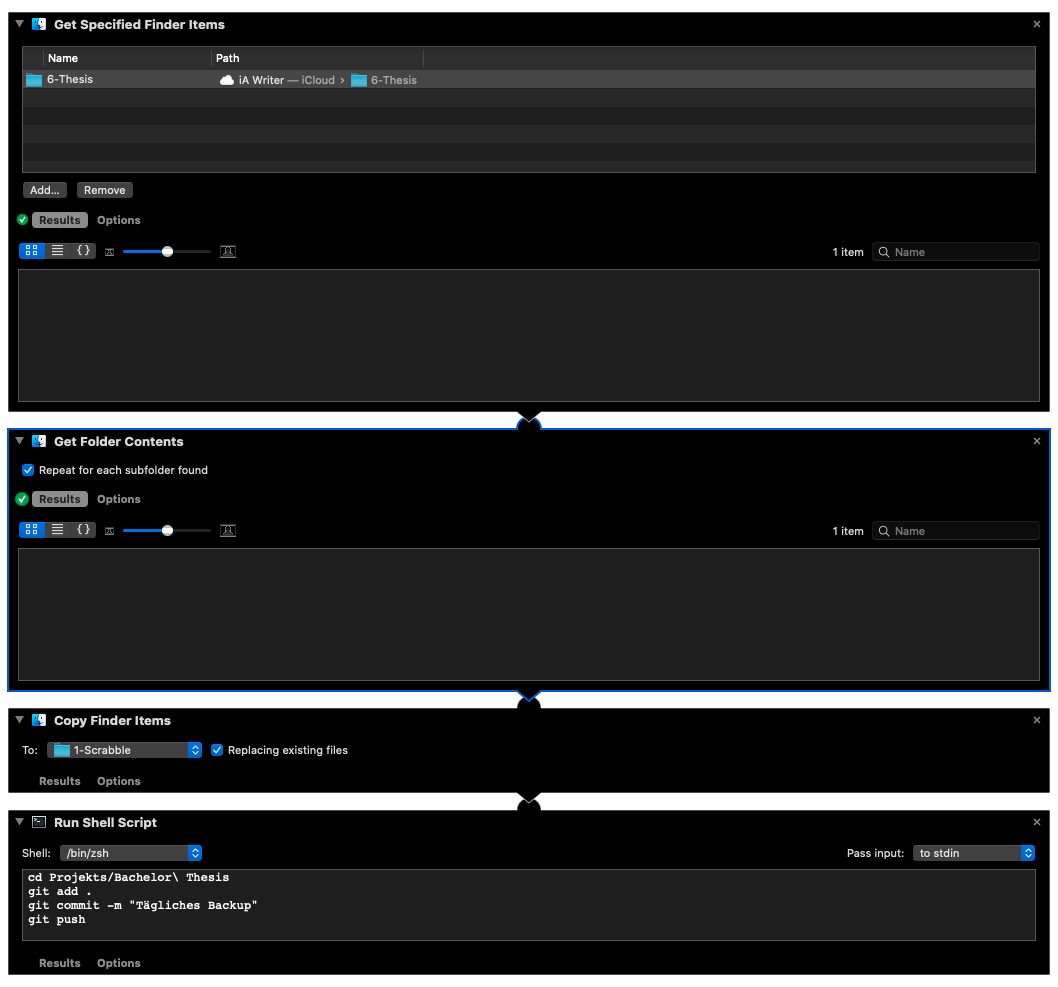 Get Specified Finder Items
Name Path
6-Thesis iA Writer — iCloud › 6-Thesis
Add... Remove
Results Options
{} 1 item Name
Get Folder Contents
Repeat for each subfolder found
Results Options
{} 1 item Name
Copy Finder Items
To: 1-Scrabble Replacing existing files
Results Options
Run Shell Script
Shell: /bin/zsh Pass input: to stdin
cd Projekts/Bachelor\ Thesis
git add .
git commit -m "Tägliches Backup"
git push
Results Options